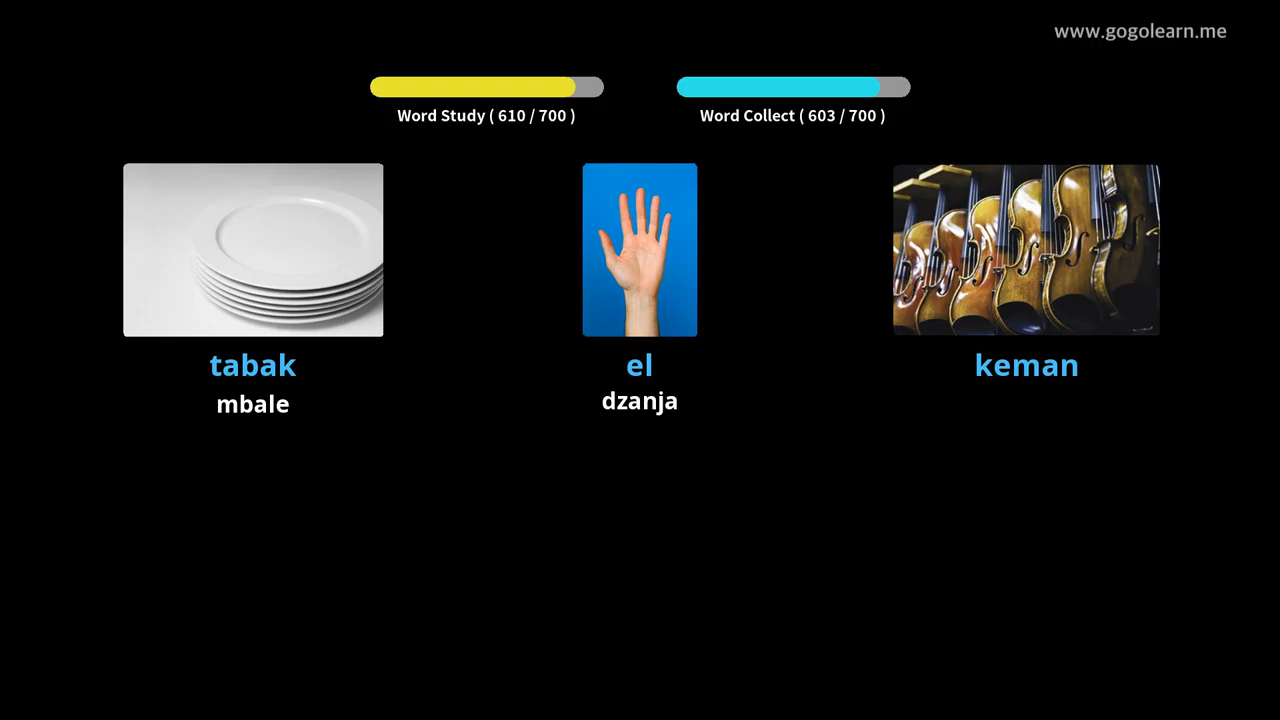 www.gogolearn.me
Word Study ( 610 / 700 )
Word Collect ( 603 / 700 )
tabak
el
keman
mbale
dzanja